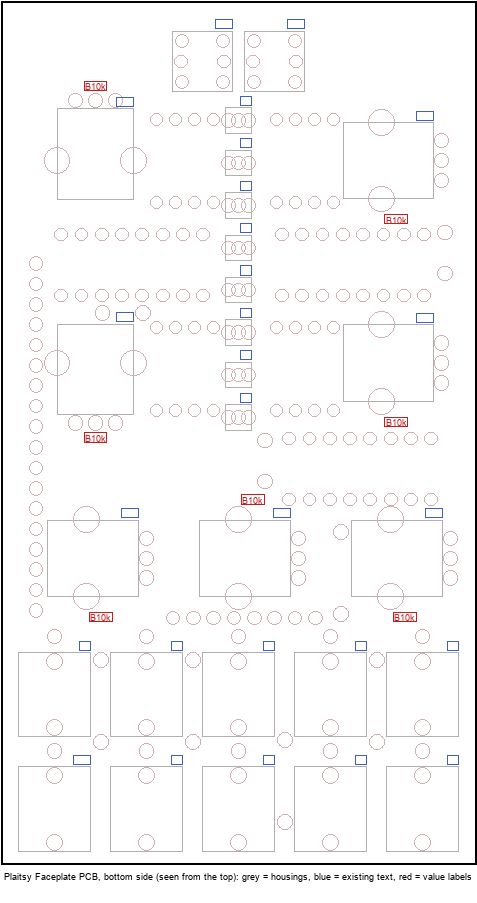 B10k
B10k
B10k
B10k
B10k
B10k
B10k
Plaitsy Faceplate PCB, bottom side (seen from the top): grey = housings, blue = existing text, red = value labels